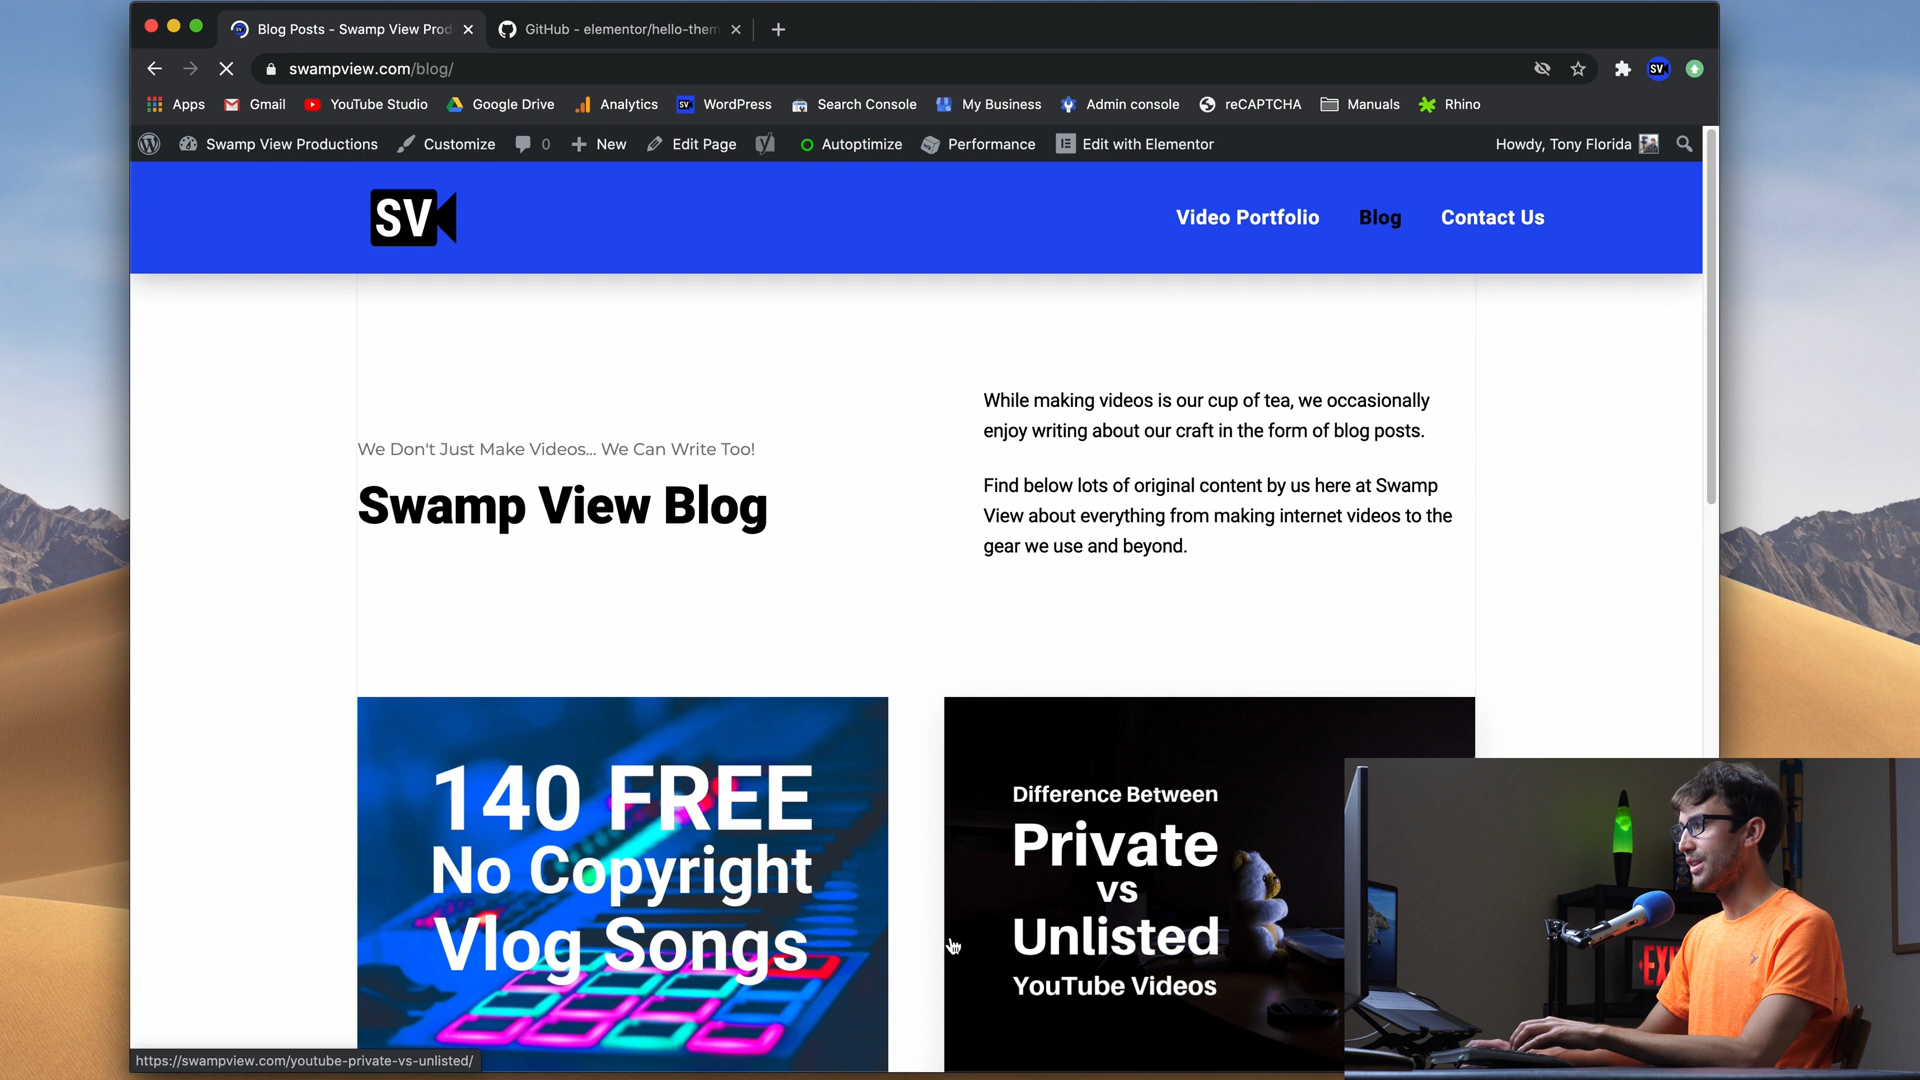 Blog Posts - Swamp View Prod
GitHub - elementor/hello-them
swampview.com/blog/
Apps
Gmail
YouTube Studio
Google Drive
Analytics
SV WordPress
Search Console
My Business
Admin console
reCAPTCHA
Manuals
Rhino
SV
Swamp View Productions
Customize
0
New
Edit Page
Autoptimize
Performance
Edit with Elementor
Howdy, Tony Florida
SV
Video Portfolio
Blog
Contact Us
We Don't Just Make Videos... We Can Write Too!
Swamp View Blog
While making videos is our cup of tea, we occasionally
enjoy writing about our craft in the form of blog posts.
Find below lots of original content by us here at Swamp
View about everything from making internet videos to the
gear we use and beyond.
140 FREE
No Copyright
Vlog Songs
Difference Between
Private
vs
Unlisted
YouTube Videos
https://swampview.com/youtube-private-vs-unlisted/